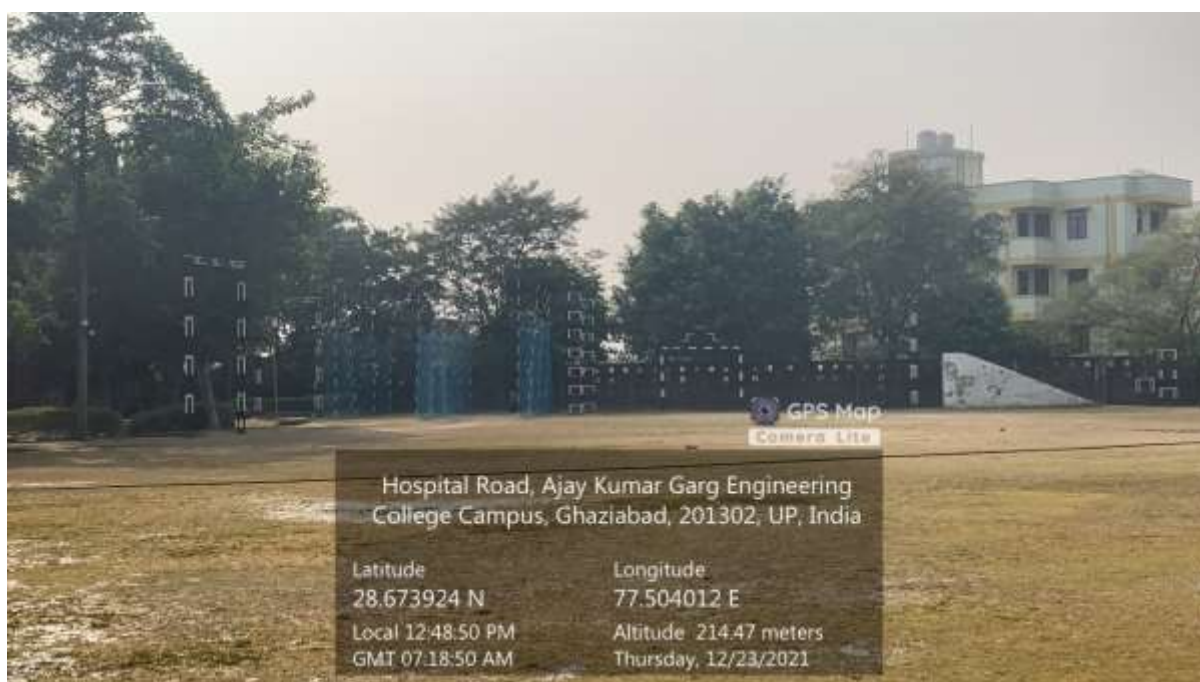 GPS Map
Camera Lite
Hospital Road, Ajay Kumar Garg Engineering
College Campus, Ghaziabad, 201302, UP, India
Latitude
28.673924 N
Longitude
77.504012 E
Local 12:48:50 PM
GMT 07:18:50 AM
Altitude 214.47 meters
Thursday, 12/23/2021